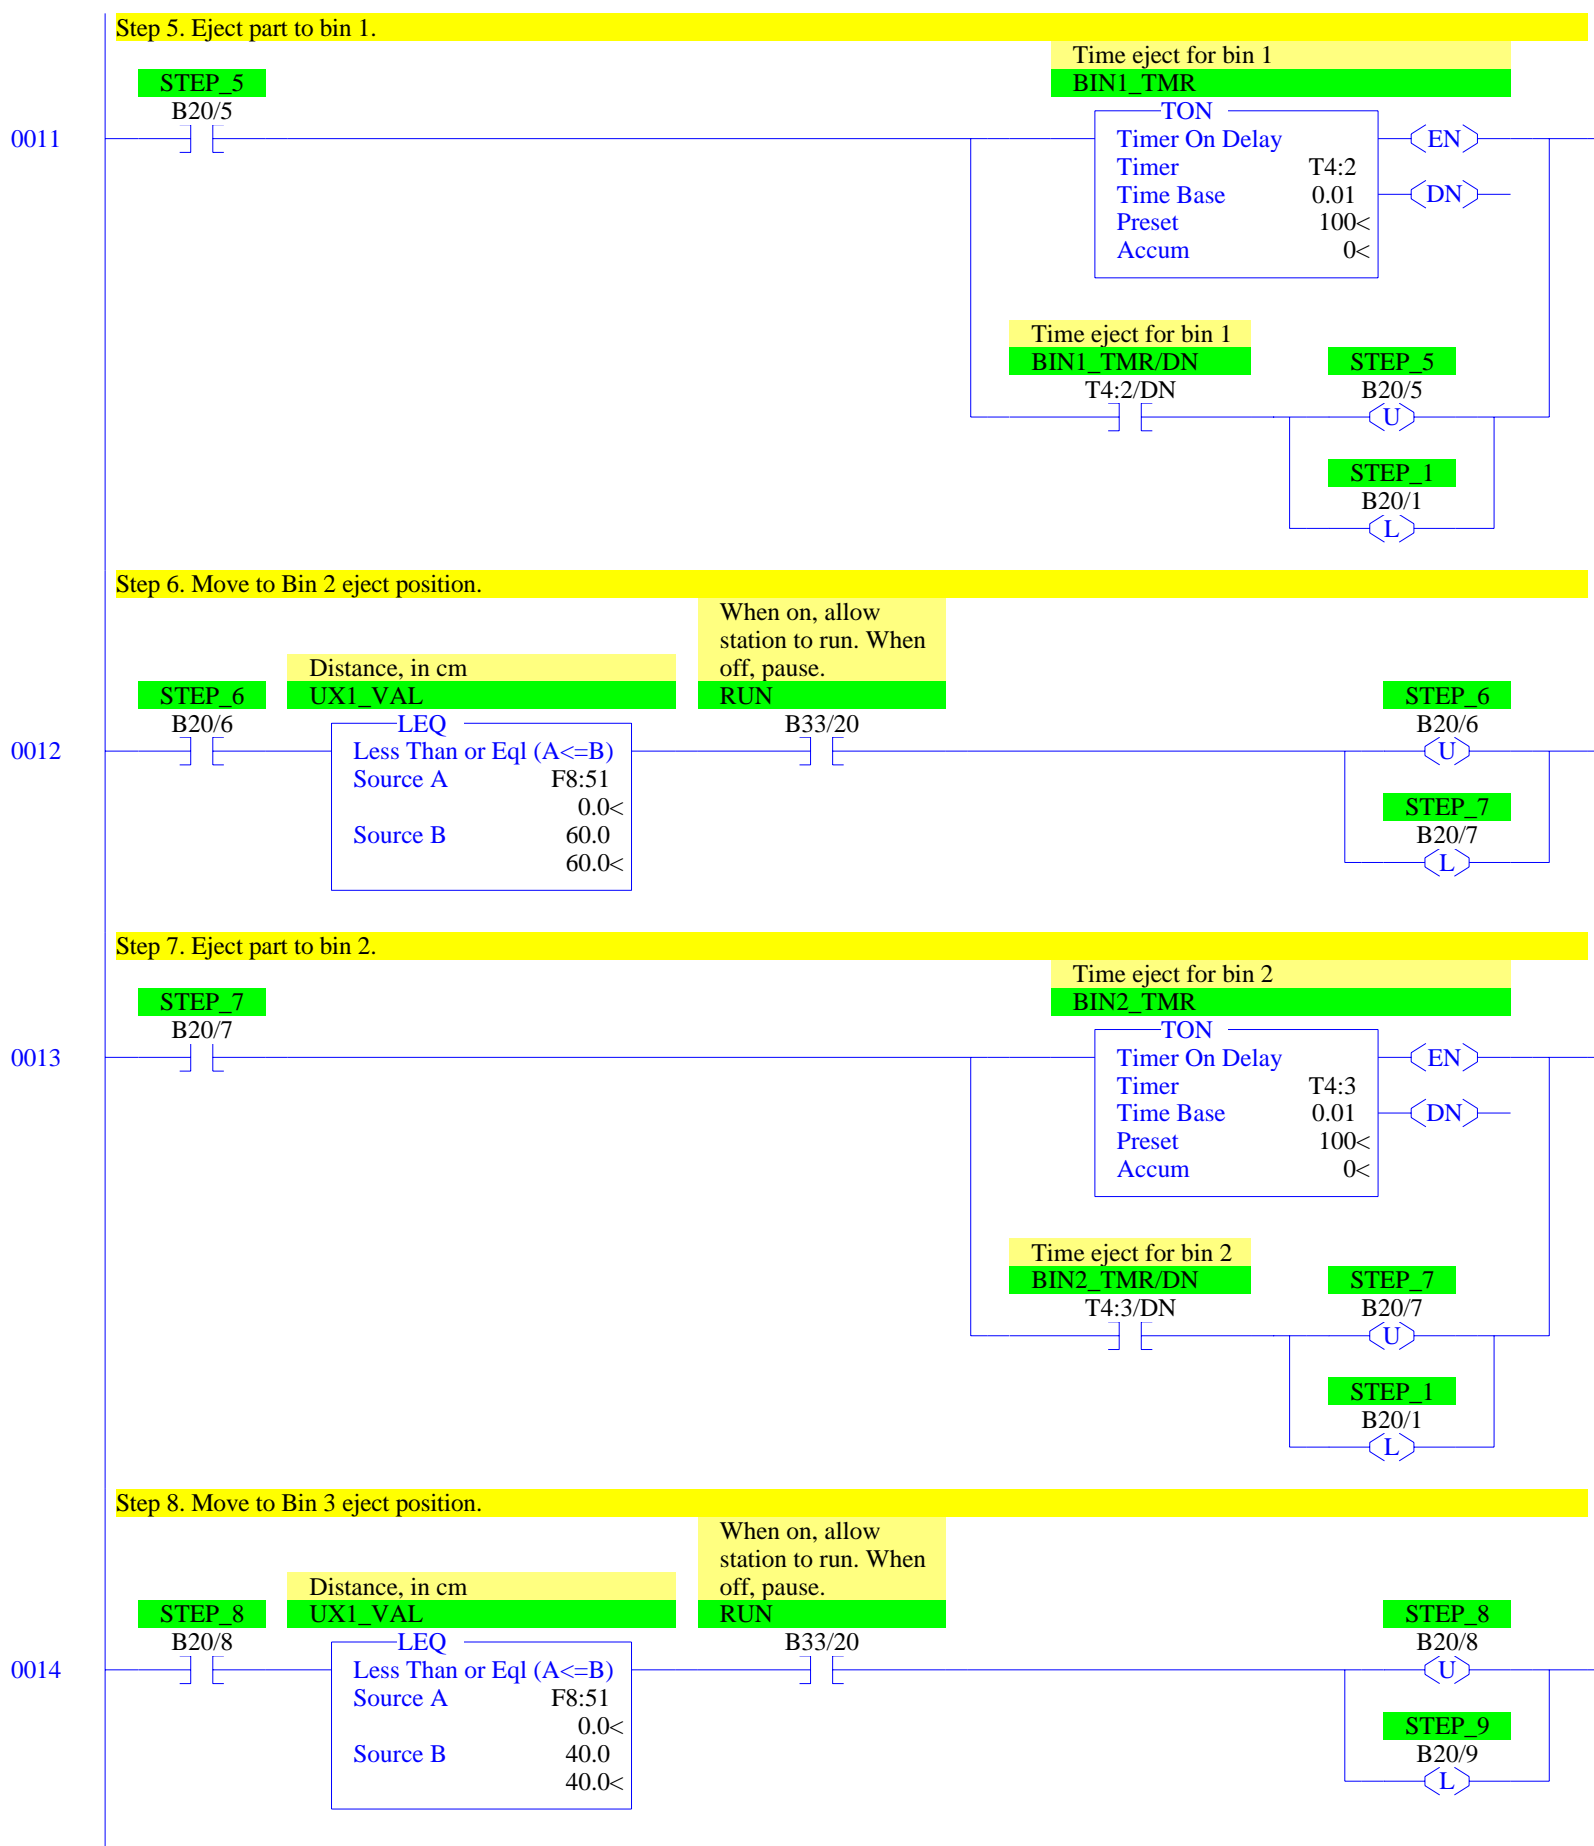 Step 5. Eject part to bin 1.
Time eject for bin 1
STEP_5
BIN1_TMR
B20/5
TON
0011
Timer On Delay
EN
Timer
T4:2
Time Base
0.01
DN
Preset
100<
Accum
0<
Time eject for bin 1
BIN1_TMR/DN
STEP_5
T4:2/DN
B20/5
U
STEP_1
B20/1
L
Step 6. Move to Bin 2 eject position.
When on, allow
station to run. When
off, pause.
Distance, in cm
STEP_6
UX1_VAL
RUN
STEP_6
B20/6
LEQ
B33/20
B20/6
0012
Less Than or Eql (A<=B)
U
Source A
F8:51
0.0<
STEP_7
Source B
60.0
B20/7
60.0<
L
Step 7. Eject part to bin 2.
Time eject for bin 2
STEP_7
BIN2_TMR
B20/7
TON
0013
Timer On Delay
EN
Timer
T4:3
Time Base
0.01
DN
Preset
100<
Accum
0<
Time eject for bin 2
BIN2_TMR/DN
STEP_7
T4:3/DN
B20/7
U
STEP_1
B20/1
L
Step 8. Move to Bin 3 eject position.
When on, allow
station to run. When
off, pause.
Distance, in cm
STEP_8
UX1_VAL
RUN
STEP_8
B20/8
LEQ
B33/20
B20/8
0014
Less Than or Eql (A<=B)
U
Source A
F8:51
0.0<
STEP_9
Source B
40.0
B20/9
40.0<
L